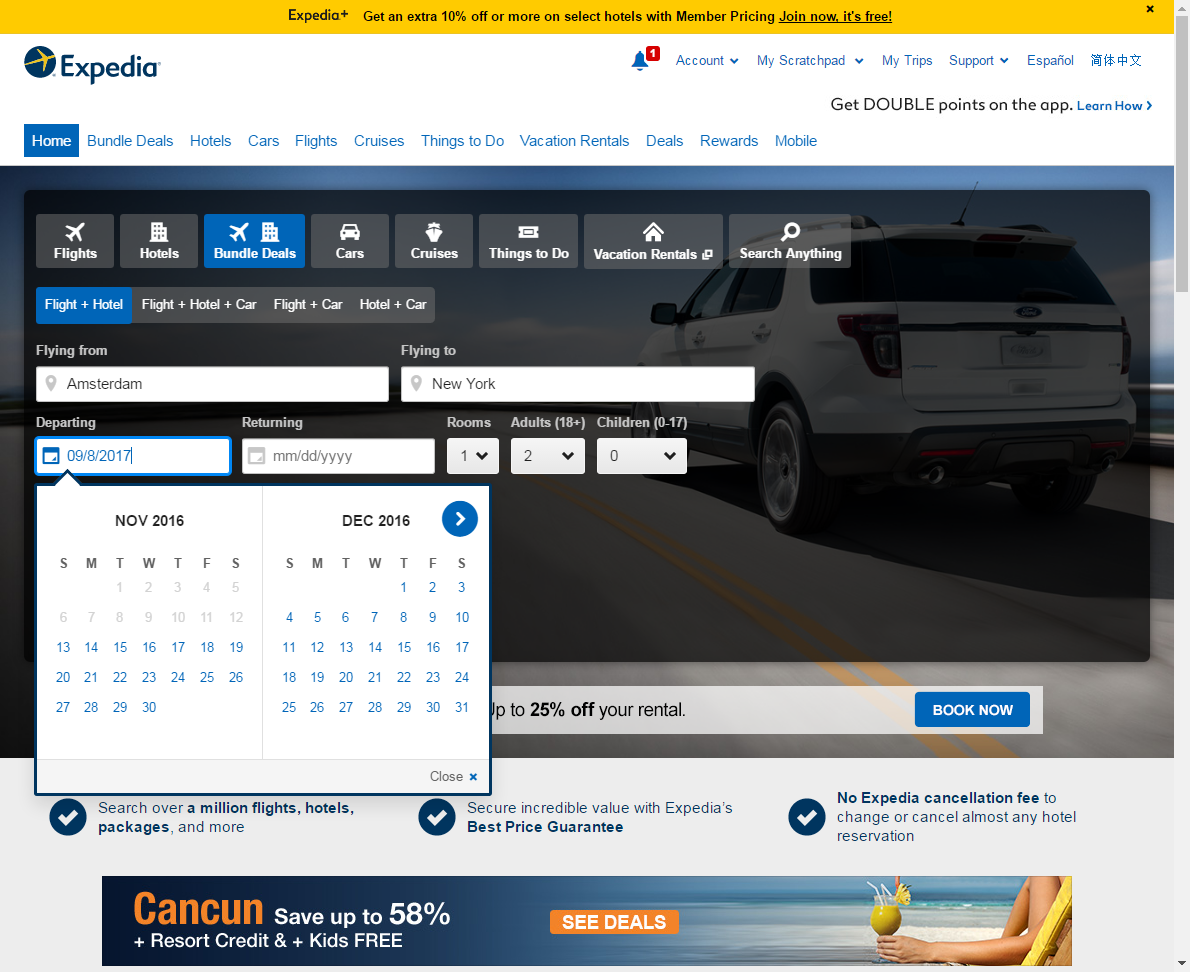 Expedia+ Get an extra 10% off or more on select hotels with Member Pricing Join now, it's free!
Expedia
1 Account My Scratchpad My Trips Support Español 简体中文
Get DOUBLE points on the app. Learn How
Home Bundle Deals Hotels Cars Flights Cruises Things to Do Vacation Rentals Deals Rewards Mobile
Flights Hotels Bundle Deals Cars Cruises Things to Do Vacation Rentals Search Anything
Flight + Hotel Flight + Hotel + Car Flight + Car Hotel + Car
Flying from Flying to
Amsterdam New York
Departing Returning Rooms Adults (18+) Children (0-17)
09/8/2017 mm/dd/yyyy 1 2 0
NOV 2016 DEC 2016
S M T W T F S S M T W T F S
1 2 3 4 5 1 2 3
6 7 8 9 10 11 12 4 5 6 7 8 9 10
13 14 15 16 17 18 19 11 12 13 14 15 16 17
20 21 22 23 24 25 26 18 19 20 21 22 23 24
27 28 29 30 25 26 27 28 29 30 31
Up to 25% off your rental. BOOK NOW
Close
Search over a million flights, hotels,
packages, and more
Secure incredible value with Expedia's
Best Price Guarantee
No Expedia cancellation fee to
change or cancel almost any hotel
reservation
Cancun Save up to 58%
+ Resort Credit & + Kids FREE
SEE DEALS